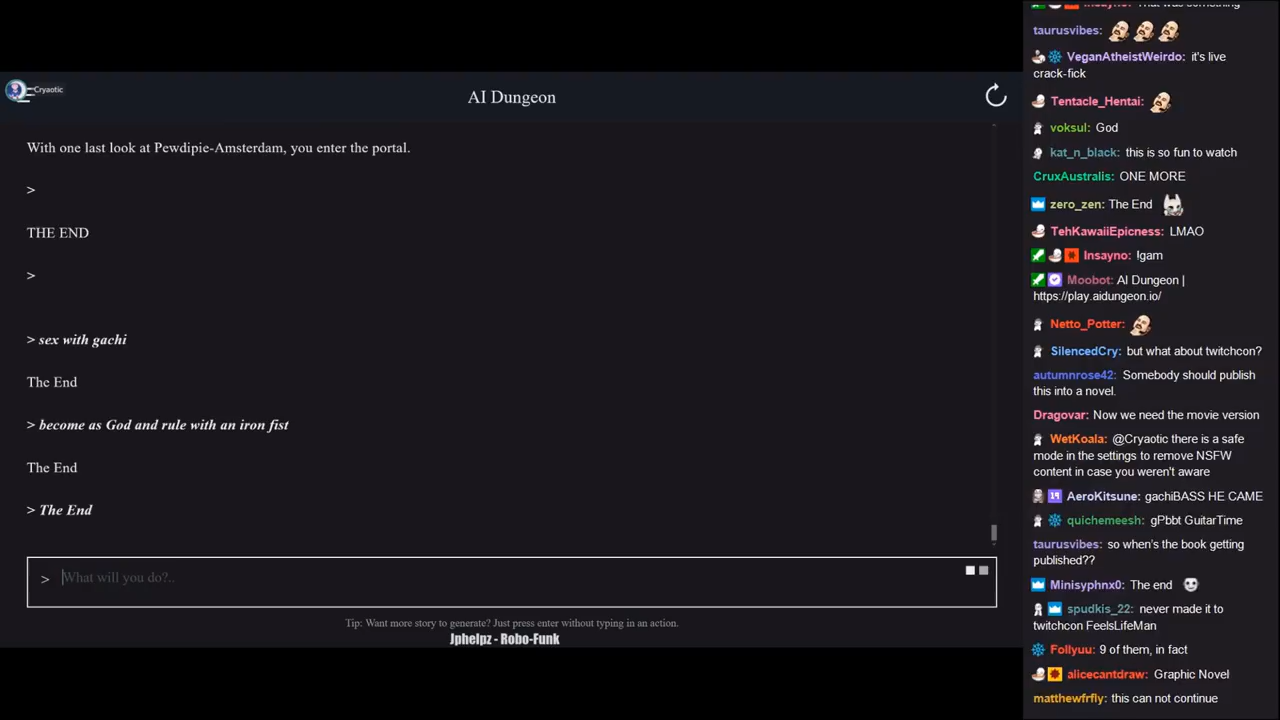 Cryaotic
AI Dungeon
With one last look at Pewdipie-Amsterdam, you enter the portal.
>
THE END
>
> sex with gachi
The End
> become as God and rule with an iron fist
The End
> The End
> What will you do?..
Tip: Want more story to generate? Just press enter without typing in an action.
Jphelpz - Robo-Funk
Insayno: That was something
taurusvibes:
VeganAtheistWeirdo: it's live
crack-fick
Tentacle_Hentai:
voksul: God
kat_n_black: this is so fun to watch
CruxAustralis: ONE MORE
zero_zen: The End
TehKawaiiEpicness: LMAO
Insayno: !gam
Moobot: AI Dungeon |
https://play.aidungeon.io/
Netto_Potter:
SilencedCry: but what about twitchcon?
autumnrose42: Somebody should publish
this into a novel.
Dragovar: Now we need the movie version
WetKoala: @Cryaotic there is a safe
mode in the settings to remove NSFW
content in case you weren't aware
19 AeroKitsune: gachiBASS HE CAME
quichemeesh: gPbbt GuitarTime
taurusvibes: so when's the book getting
published??
Minisyphnx0: The end
spudkis_22: never made it to
twitchcon FeelsLifeMan
Follyuu: 9 of them, in fact
alicecantdraw: Graphic Novel
matthewfrfly: this can not continue